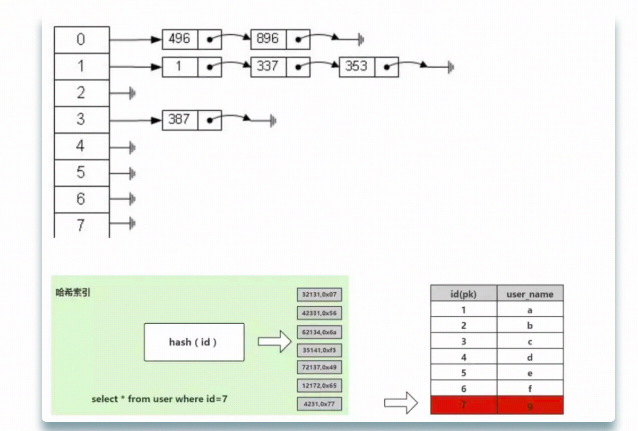 0 496 896
1 1 337 353
2
3 387
4
5
6
7
哈希索引
32131,0x07
42331,0x56
62134,0x6a
hash（id）
35141,0xf3
72137,0x49
12172,0x65
select * from user where id=7
4231,0x77
id(pk) user_name
1 a
2 b
3 c
4 d
5 e
6 f
7 g